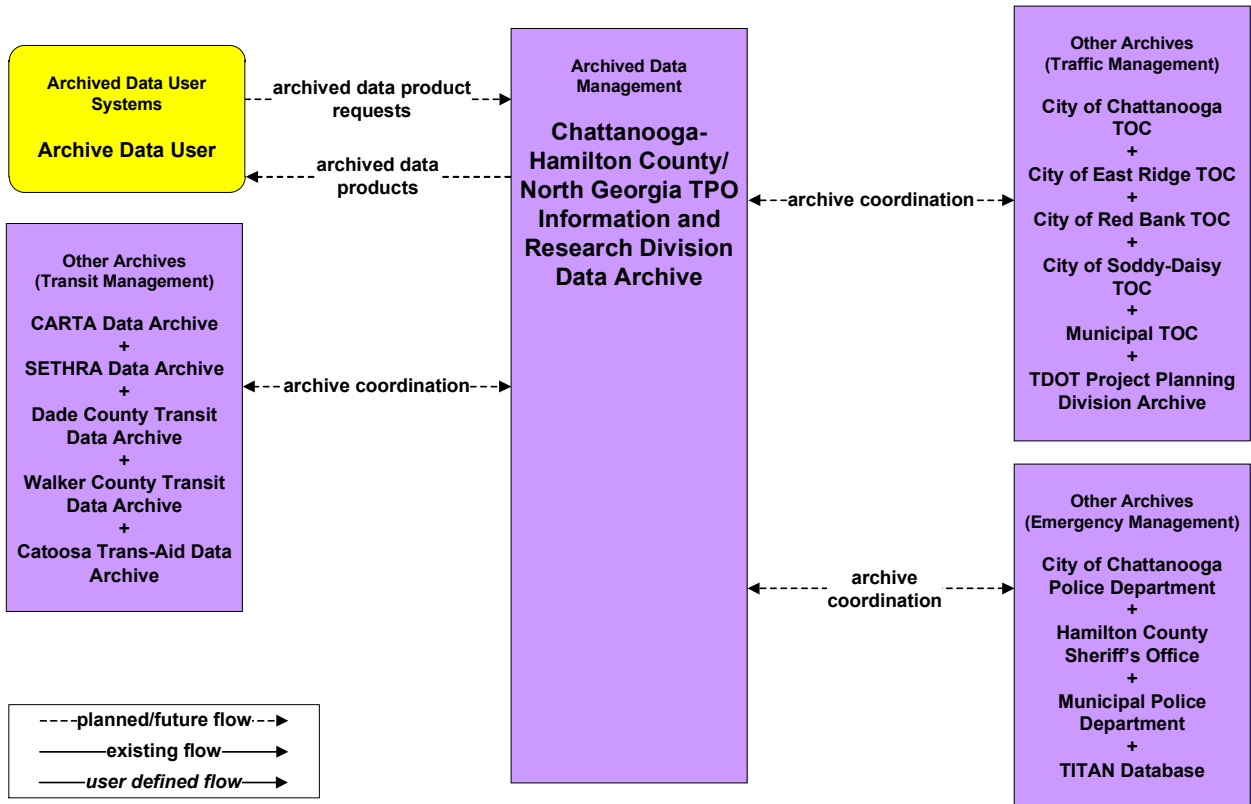 Archived Data User
Systems
Archive Data User
archived data product
requests
archived data
products
Archived Data
Management
Chattanooga-
Hamilton County/
North Georgia TPO
Information and
Research Division
Data Archive
Other Archives
(Traffic Management)
City of Chattanooga
TOC
+
City of East Ridge TOC
+
City of Red Bank TOC
+
City of Soddy-Daisy
TOC
+
Municipal TOC
+
TDOT Project Planning
Division Archive
archive coordination
Other Archives
(Transit Management)
CARTA Data Archive
+
SETHRA Data Archive
+
Dade County Transit
Data Archive
+
Walker County Transit
Data Archive
+
Catoosa Trans-Aid Data
Archive
archive coordination
Other Archives
(Emergency Management)
City of Chattanooga
Police Department
+
Hamilton County
Sheriff's Office
+
Municipal Police
Department
+
TITAN Database
archive
coordination
planned/future flow
existing flow
user defined flow